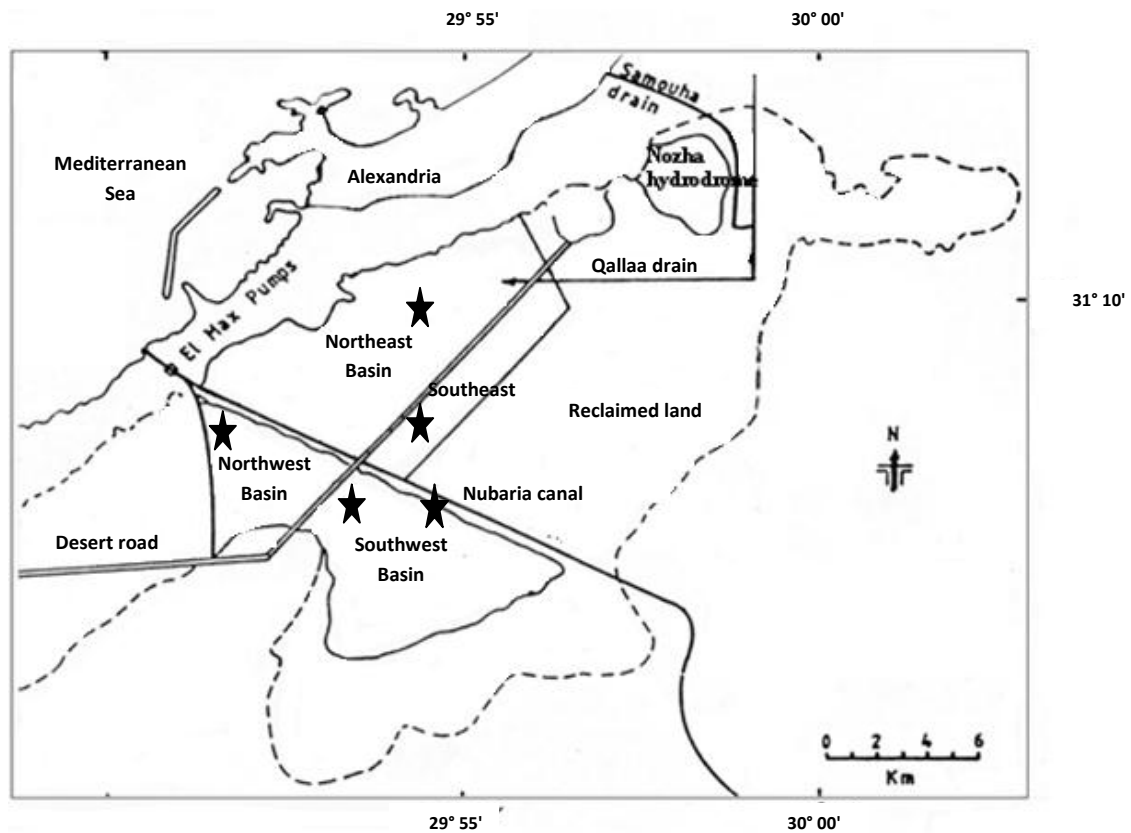 29° 55'
30° 00'
Samouha
drain
Mediterranean
Sea
Alexandria
Nozha
hydrodrome
Qallaa drain
31° 10'
El Max Pumps
Northeast
Basin
Southeast
Reclaimed land
N
Northwest
Basin
Nubaria canal
Desert road
Southwest
Basin
0 2 4 6
Km
29° 55'
30° 00'